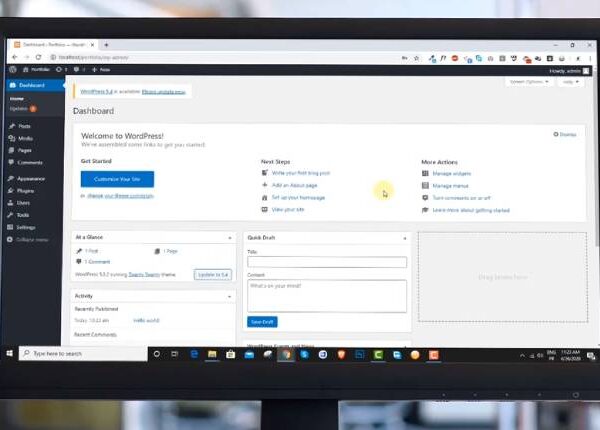 Dashboard ‹ Portfolio — WordPr
localhost/portfolio/wp-admin/
Portfolio
New
Howdy, admin
Screen Options
Help
Dashboard
Home
Updates
Posts
Media
Pages
Comments
Appearance
Plugins
Users
Tools
Settings
Collapse menu
WordPress 5.4 is available! Please update now.
Dashboard
Welcome to WordPress!
We've assembled some links to get you started:
Dismiss
Get Started
Customize Your Site
or, change your theme completely
Next Steps
Write your first blog post
Add an About page
Set up your homepage
View your site
More Actions
Manage widgets
Manage menus
Turn comments on or off
Learn more about getting started
At a Glance
1 Post
1 Page
1 Comment
WordPress 5.3.2 running Twenty Twenty theme.
Update to 5.4
Activity
Recently Published
Today, 10:22 am
Hello world!
Recent Comments
Quick Draft
Title
Content
What's on your mind?
Save Draft
WordPress Events and News
Drag boxes here
Type here to search
ENG
11:23 AM